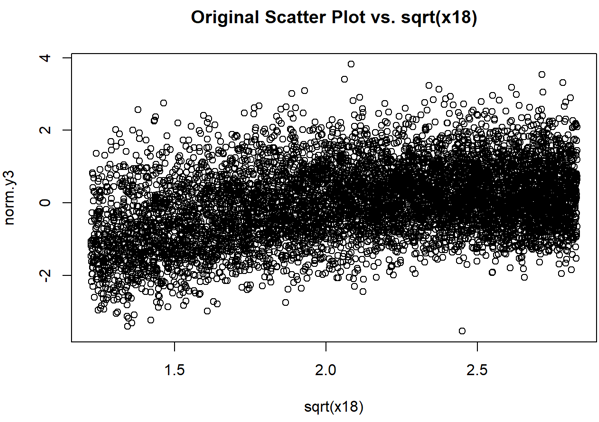 Original Scatter Plot vs. sqrt(x18)
4
2
0
-2
norm.y3
1.5 2.0 2.5
sqrt(x18)